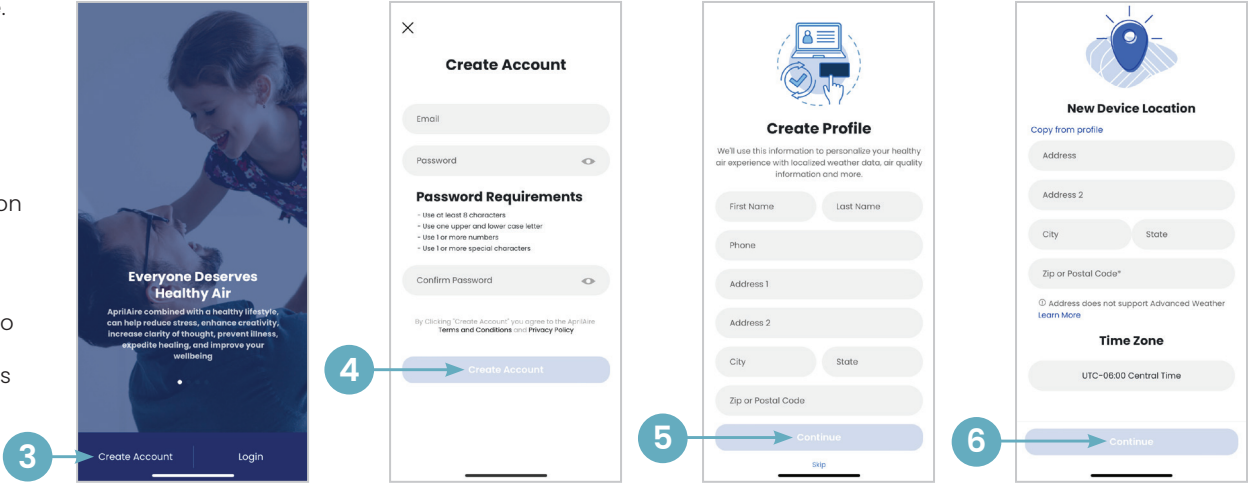 .
on
o
s
Everyone Deserves
Healthy Air
AprilAire combined with a healthy lifestyle,
can help reduce stress, enhance creativity,
increase clarity of thought, prevent illness,
expedite healing, and improve your
wellbeing
3
Create Account
Login
Create Account
Email
Password
Password Requirements
- Use at least 8 characters
- Use one upper and lower case letter
- Use 1 or more numbers
- Use 1 or more special characters
Confirm Password
By Clicking "Create Account" you agree to the AprilAire
Terms and Conditions and Privacy Policy
4
Create Account
Create Profile
We'll use this information to personalize your healthy
air experience with localized weather data, air quality
information and more.
First Name
Last Name
Phone
Address 1
Address 2
City
State
Zip or Postal Code
5
Continue
Skip
New Device Location
Copy from profile
Address
Address 2
City
State
Zip or Postal Code*
Address does not support Advanced Weather
Learn More
Time Zone
UTC-06:00 Central Time
6
Continue